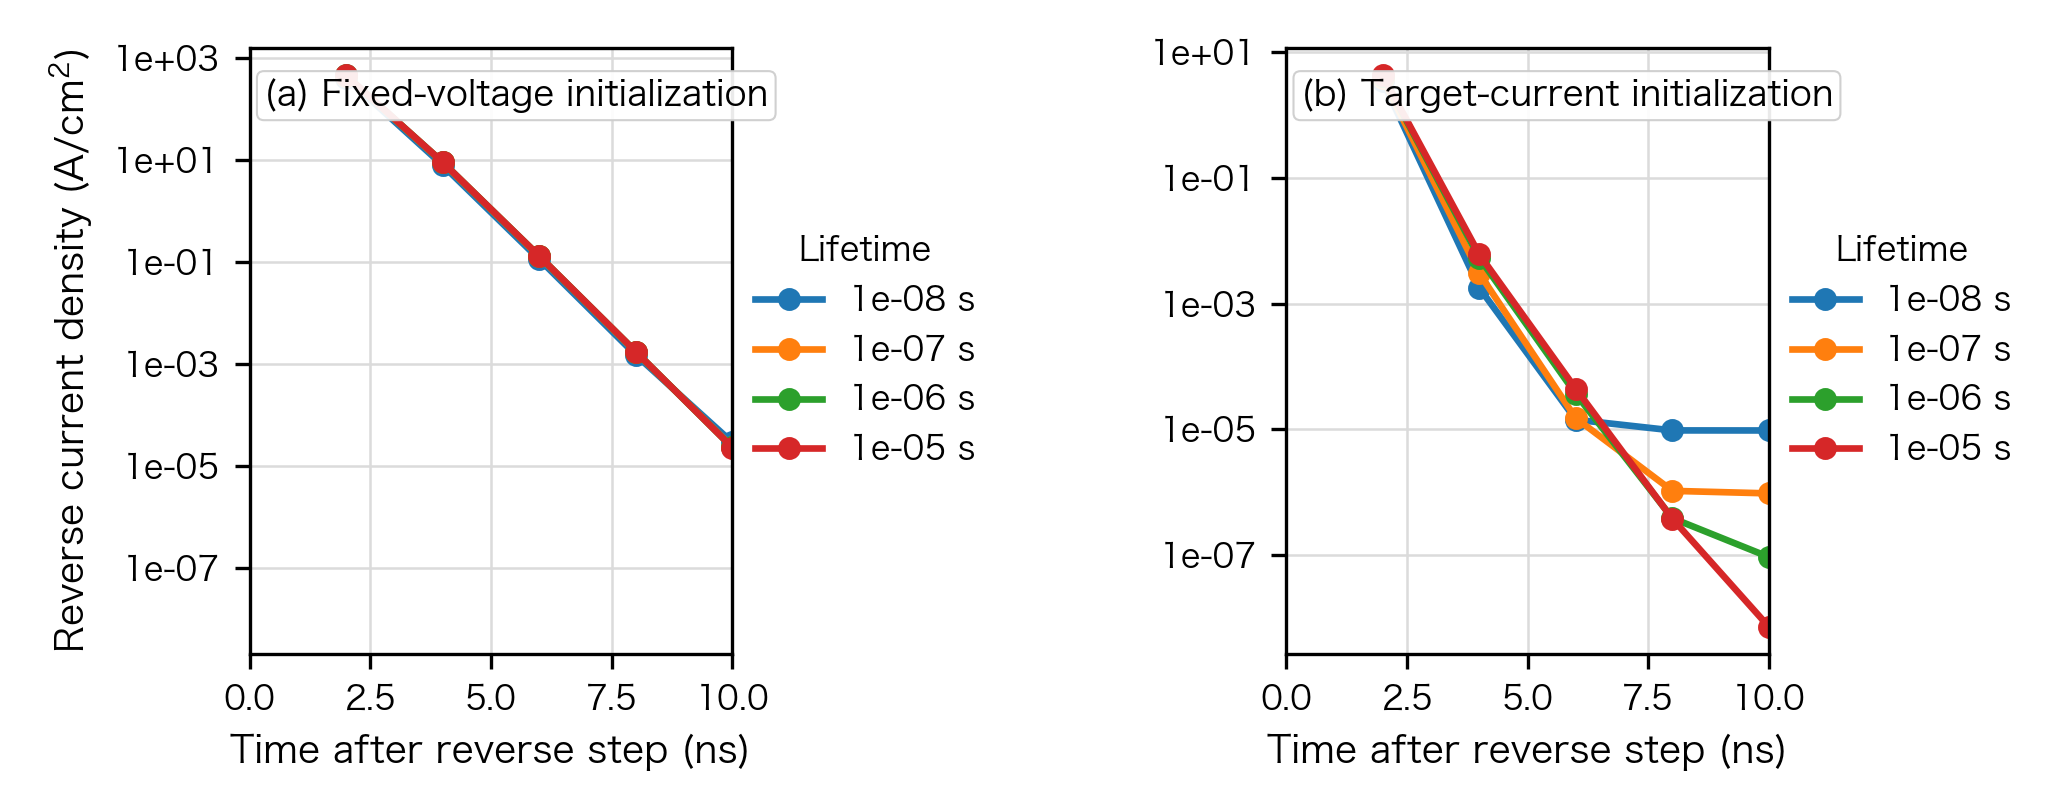 (a) Fixed-voltage initialization
Reverse current density (A/cm²)
1e+03
1e+01
1e-01
1e-03
1e-05
1e-07
0.0 2.5 5.0 7.5 10.0
Time after reverse step (ns)
Lifetime
1e-08 s
1e-07 s
1e-06 s
1e-05 s
(b) Target-current initialization
1e+01
1e-01
1e-03
1e-05
1e-07
0.0 2.5 5.0 7.5 10.0
Time after reverse step (ns)
Lifetime
1e-08 s
1e-07 s
1e-06 s
1e-05 s